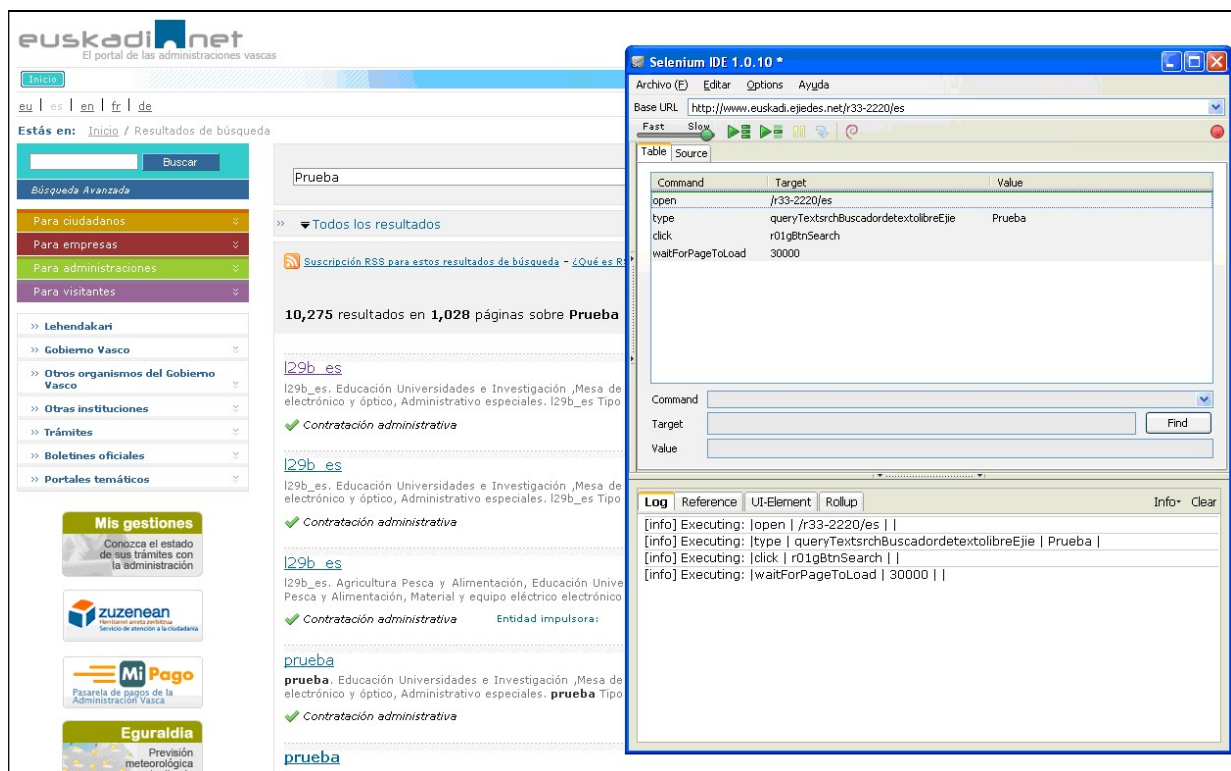 euskadi.net
El portal de las administraciones vascas
Inicio
eu | es | en | fr | de
Estás en: Inicio / Resultados de búsqueda
Buscar
Búsqueda Avanzada
Para ciudadanos
Para empresas
Para administraciones
Para visitantes
>> Lehendakari
>> Gobierno Vasco
>> Otros organismos del Gobierno
Vasco
>> Otras instituciones
>> Trámites
>> Boletines oficiales
>> Portales temáticos
Mis gestiones
Conozca el estado
de sus trámites con
la administración
zuzenean
Herritarrei arreta zerbitzua
Servicio de atención a la ciudadanía
Mi Pago
Pasarela de pagos de la
Administración Vasca
Eguraldia
Previsión
meteorológica
Prueba
>> Todos los resultados
Suscripción RSS para estos resultados de búsqueda - ¿Qué es RS
10,275 resultados en 1,028 páginas sobre Prueba
l29b_es
l29b_es. Educación Universidades e Investigación ,Mesa de
electrónico y óptico, Administrativo especiales. l29b_es Tipo
Contratación administrativa
l29b_es
l29b_es. Educación Universidades e Investigación ,Mesa de
electrónico y óptico, Administrativo especiales. l29b_es Tipo
Contratación administrativa
l29b_es
l29b_es. Agricultura Pesca y Alimentación, Educación Unive
Pesca y Alimentación, Material y equipo eléctrico electrónico
Contratación administrativa Entidad impulsora:
prueba
prueba. Educación Universidades e Investigación ,Mesa de
electrónico y óptico, Administrativo especiales. prueba Tipo
Contratación administrativa
prueba
Selenium IDE 1.0.10 *
Archivo (F) Editar Options Ayuda
Base URL http://www.euskadi.ejiedes.net/r33-2220/es
Fast Slow
Table Source
Command Target Value
open /r33-2220/es
type queryTextsrchBuscadordetextolibreEjie Prueba
click r01gBtnSearch
waitForPageToLoad 30000
Command
Target Find
Value
Log Reference UI-Element Rollup Info Clear
[info] Executing: |open | /r33-2220/es | |
[info] Executing: |type | queryTextsrchBuscadordetextolibreEjie | Prueba |
[info] Executing: |click | r01gBtnSearch | |
[info] Executing: |waitForPageToLoad | 30000 | |